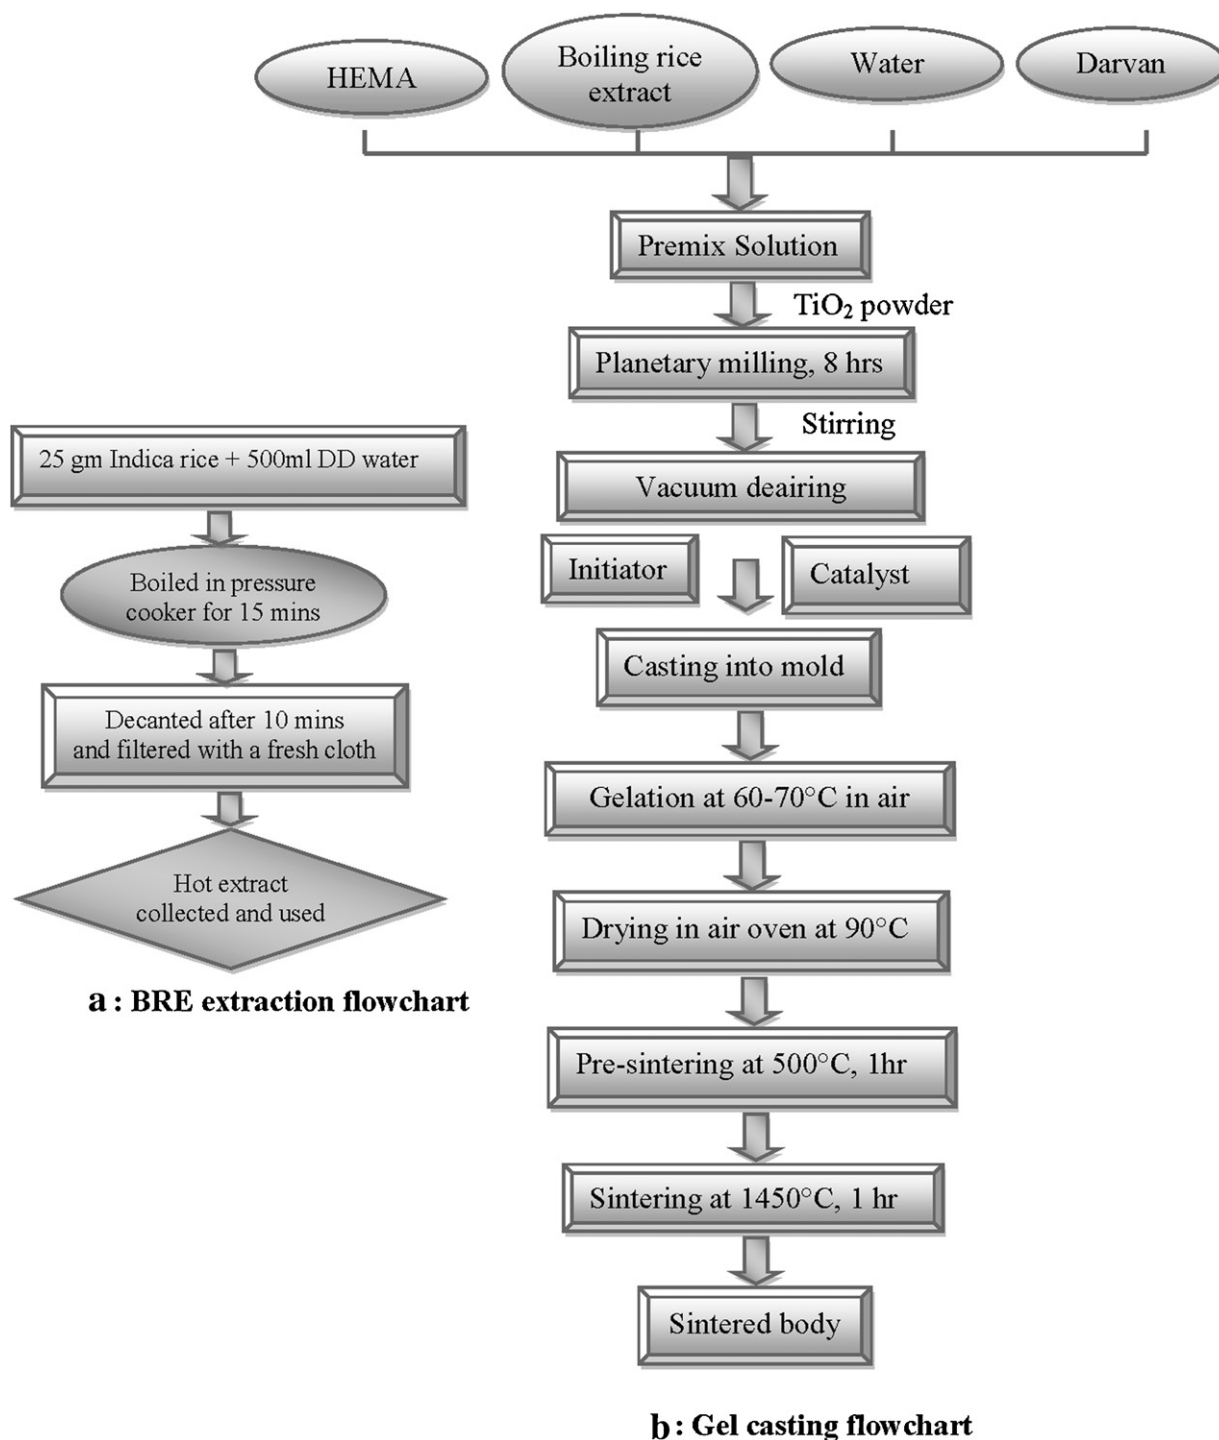 HEMA
Boiling rice
extract
Water
Darvan
Premix Solution
TiO₂ powder
Planetary milling, 8 hrs
Stirring
Vacuum deairing
Initiator
Catalyst
Casting into mold
Gelation at 60-70°C in air
Drying in air oven at 90°C
Pre-sintering at 500°C, 1hr
Sintering at 1450°C, 1 hr
Sintered body
b : Gel casting flowchart
25 gm Indica rice + 500ml DD water
Boiled in pressure
cooker for 15 mins
Decanted after 10 mins
and filtered with a fresh cloth
Hot extract
collected and used
a : BRE extraction flowchart